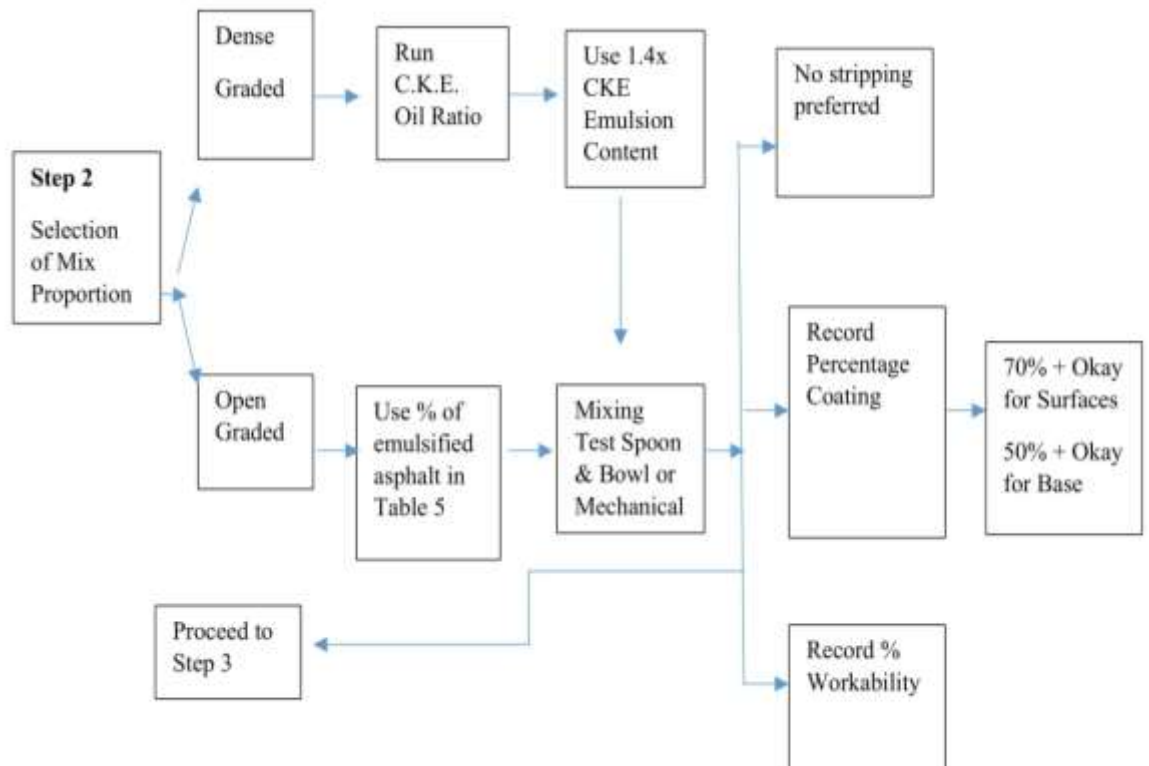 Step 2
Selection
of Mix
Proportion
Dense
Graded
Run
C.K.E.
Oil Ratio
Use 1.4x
CKE
Emulsion
Content
No stripping
preferred
Open
Graded
Use % of
emulsified
asphalt in
Table 5
Mixing
Test Spoon
& Bowl or
Mechanical
Record
Percentage
Coating
70% + Okay
for Surfaces
50% + Okay
for Base
Proceed to
Step 3
Record %
Workability